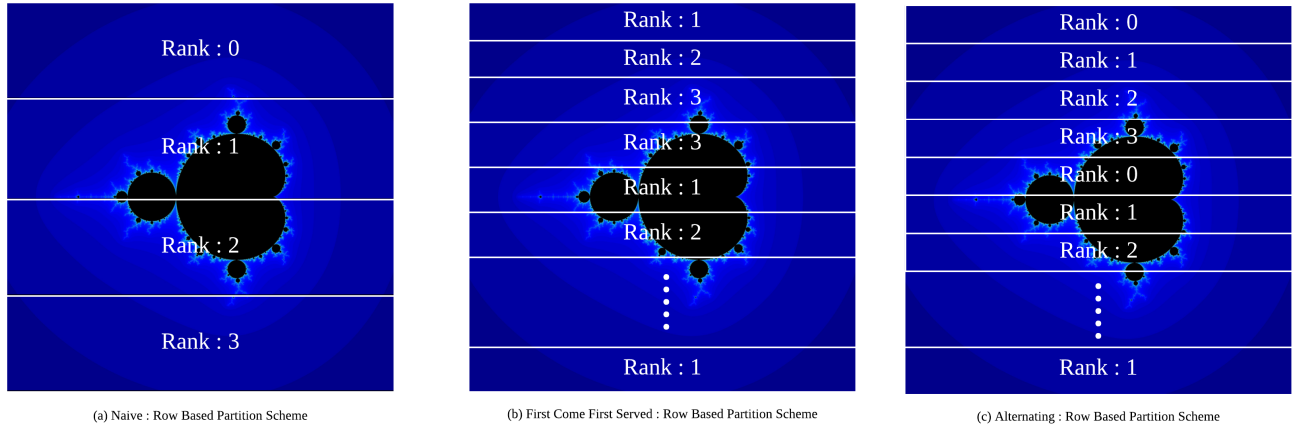 Rank : 0
Rank : 1
Rank : 2
Rank : 3
(a) Naive : Row Based Partition Scheme
Rank : 1
Rank : 2
Rank : 3
Rank : 3
Rank : 1
Rank : 2
Rank : 1
(b) First Come First Served : Row Based Partition Scheme
Rank : 0
Rank : 1
Rank : 2
Rank : 3
Rank : 0
Rank : 1
Rank : 2
Rank : 1
(c) Alternating : Row Based Partition Scheme